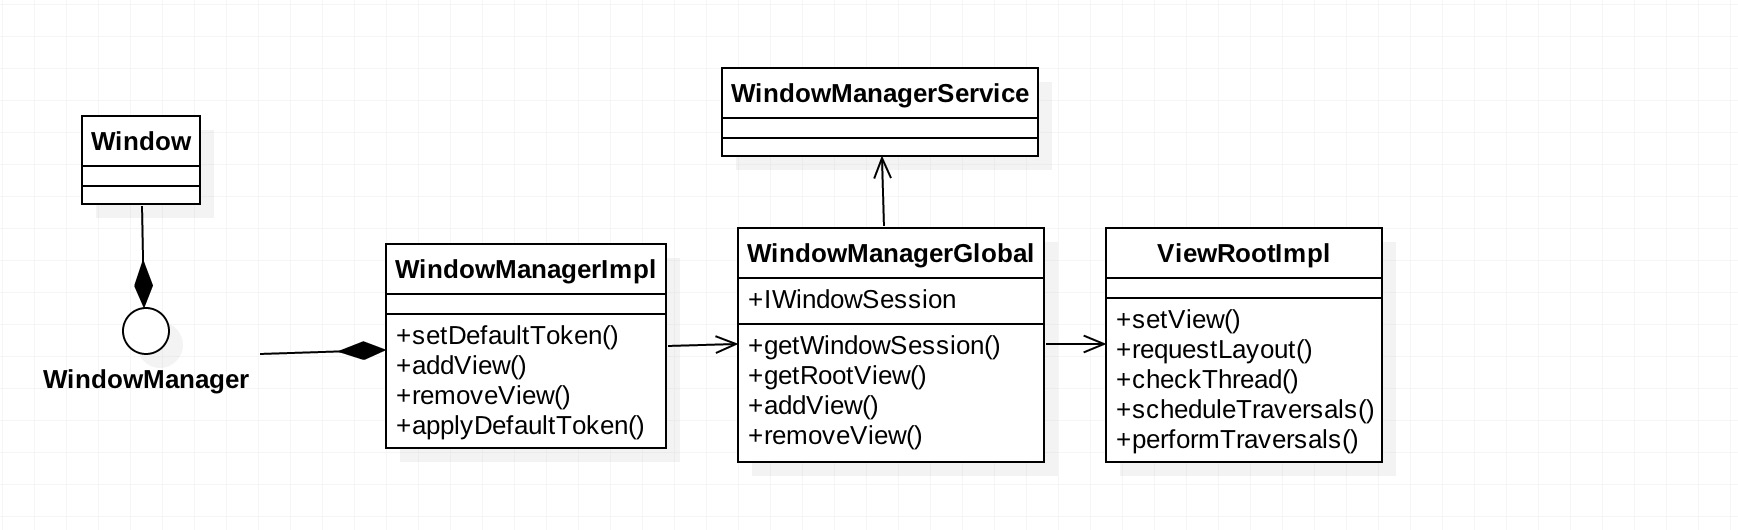 Window
WindowManager
WindowManagerImpl
+setDefaultToken()
+addView()
+removeView()
+applyDefaultToken()
WindowManagerService
WindowManagerGlobal
+IWindowSession
+getWindowSession()
+getRootView()
+addView()
+removeView()
ViewRootImpl
+setView()
+requestLayout()
+checkThread()
+scheduleTraversals()
+performTraversals()